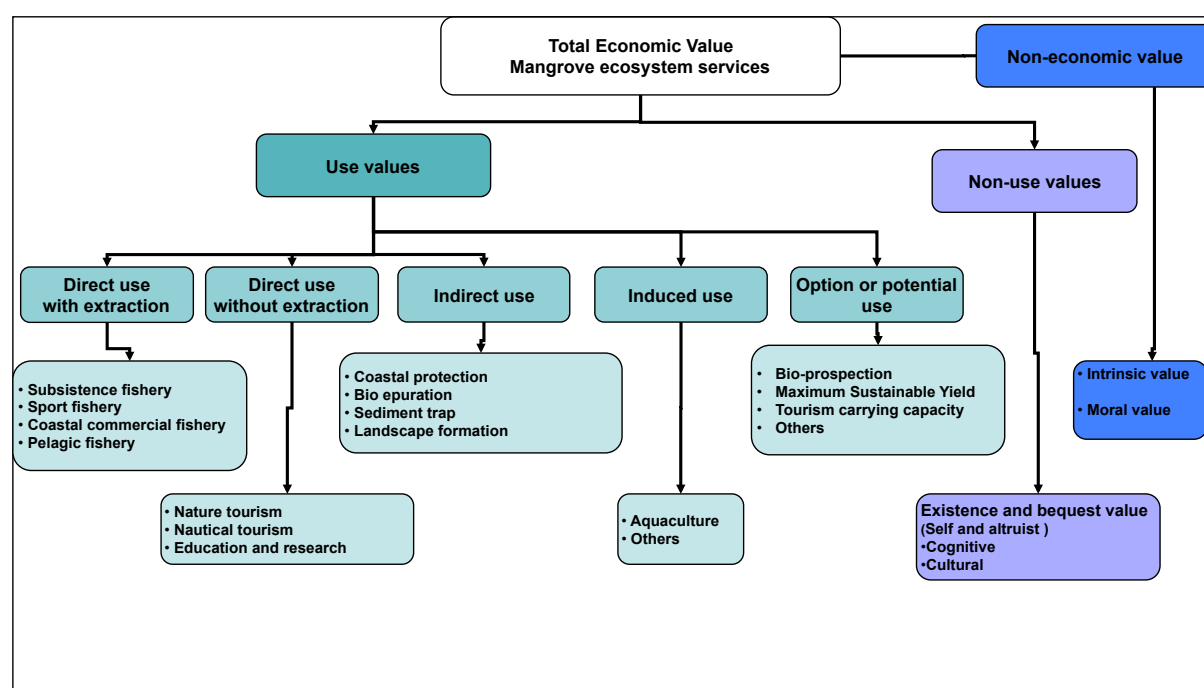 Total Economic Value
Mangrove ecosystem services
Non-economic value
Use values
Non-use values
Direct use
with extraction
Direct use
without extraction
Indirect use
Induced use
Option or potential
use
• Subsistence fishery
• Sport fishery
• Coastal commercial fishery
• Pelagic fishery
• Coastal protection
• Bio epuration
• Sediment trap
• Landscape formation
• Bio-prospection
• Maximum Sustainable Yield
• Tourism carrying capacity
• Others
• Intrinsic value
• Moral value
• Nature tourism
• Nautical tourism
• Education and research
• Aquaculture
• Others
Existence and bequest value
(Self and altruist )
•Cognitive
•Cultural